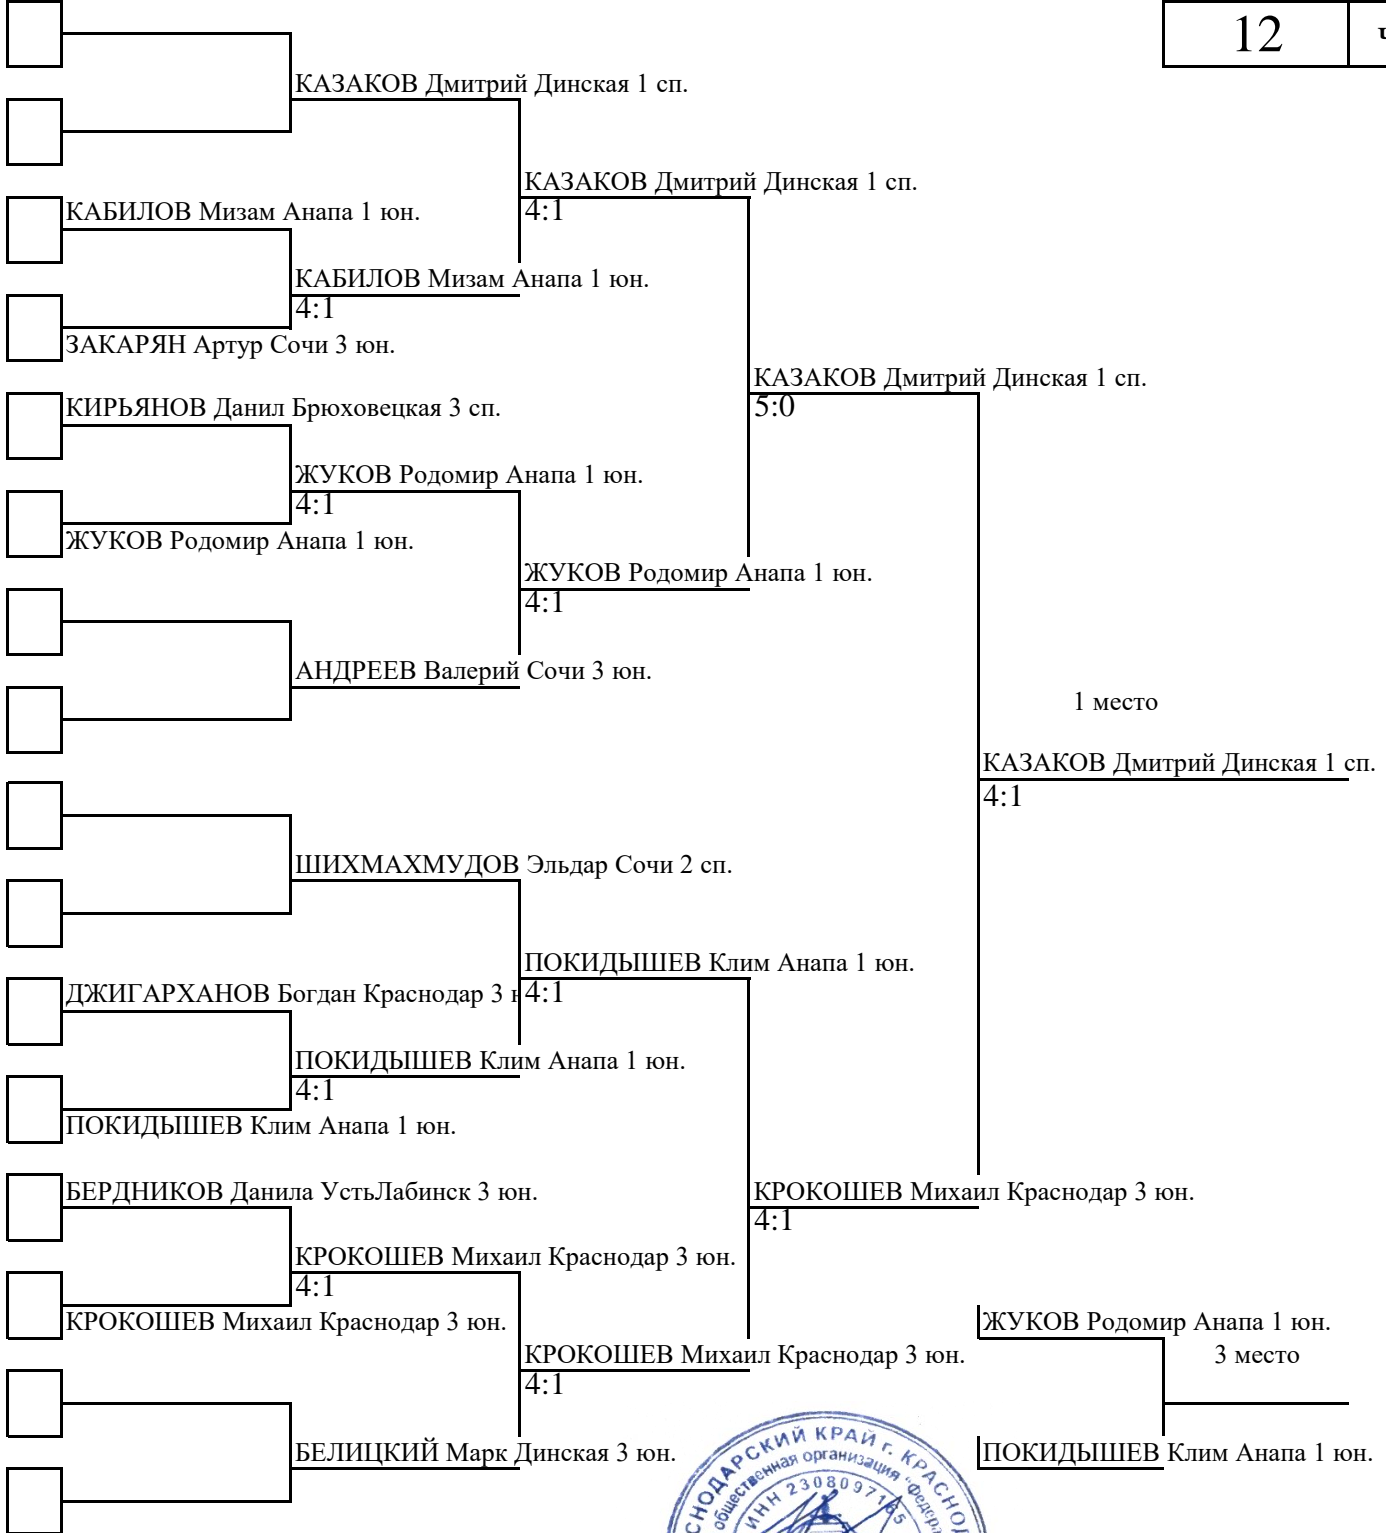 12
КАЗАКОВ Дмитрий Динская 1 сп.
КАЗАКОВ Дмитрий Динская 1 сп.
4:1
КАБИЛОВ Мизам Анапа 1 юн.
КАБИЛОВ Мизам Анапа 1 юн.
4:1
ЗАКАРЯН Артур Сочи 3 юн.
КАЗАКОВ Дмитрий Динская 1 сп.
5:0
КИРЬЯНОВ Данил Брюховецкая 3 сп.
ЖУКОВ Родомир Анапа 1 юн.
4:1
ЖУКОВ Родомир Анапа 1 юн.
ЖУКОВ Родомир Анапа 1 юн.
4:1
АНДРЕЕВ Валерий Сочи 3 юн.
1 место
КАЗАКОВ Дмитрий Динская 1 сп.
4:1
ШИХМАХМУДОВ Эльдар Сочи 2 сп.
ПОКИДЫШЕВ Клим Анапа 1 юн.
4:1
ДЖИГАРХАНОВ Богдан Краснодар 3
ПОКИДЫШЕВ Клим Анапа 1 юн.
4:1
ПОКИДЫШЕВ Клим Анапа 1 юн.
БЕРДНИКОВ Данила УстьЛабинск 3 юн.
КРОКОШЕВ Михаил Краснодар 3 юн.
4:1
КРОКОШЕВ Михаил Краснодар 3 юн.
4:1
КРОКОШЕВ Михаил Краснодар 3 юн.
ЖУКОВ Родомир Анапа 1 юн.
3 место
КРОКОШЕВ Михаил Краснодар 3 юн.
4:1
БЕЛИЦКИЙ Марк Динская 3 юн.
ПОКИДЫШЕВ Клим Анапа 1 юн.
СНОДАРСКИЙ КРАЙ г. КРАСНОД
общественная организация "Федера
ИНН 2308097165